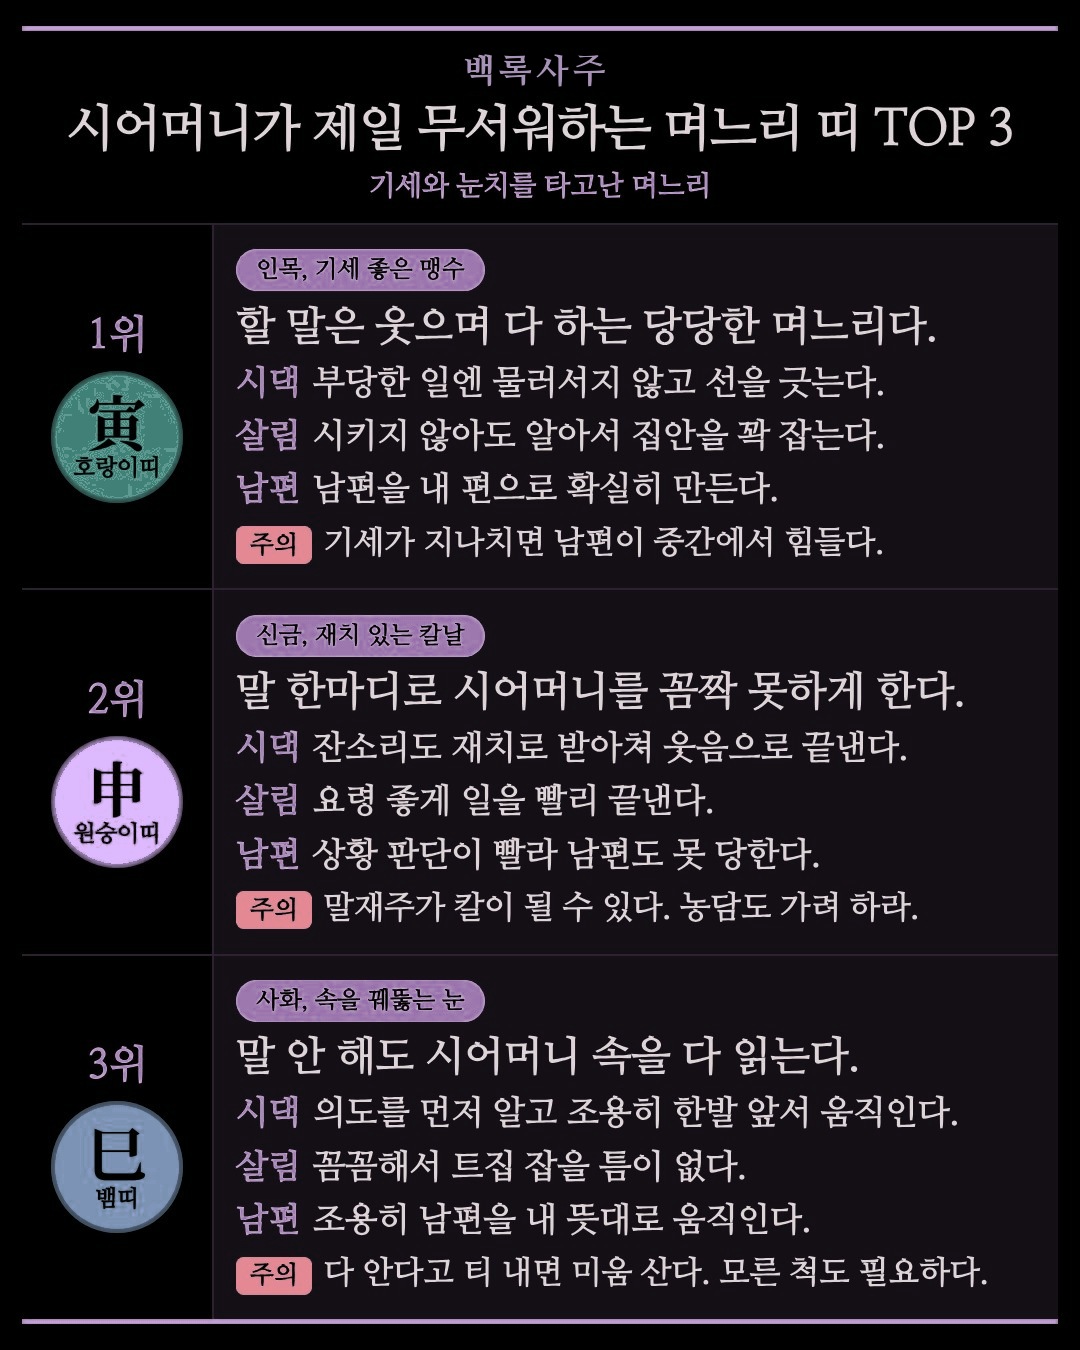 백록사주
시어머니가 제일 무서워하는 며느리 띠 TOP 3
기세와 눈치를 타고난 며느리
1위
寅
호랑이띠
인목, 기세 좋은 맹수
할 말은 웃으며 다 하는 당당한 며느리다.
시댁 부당한 일엔 물러서지 않고 선을 긋는다.
살림 시키지 않아도 알아서 집안을 꽉 잡는다.
남편 남편을 내 편으로 확실히 만든다.
주의 기세가 지나치면 남편이 중간에서 힘들다.
2위
申
원숭이띠
신금, 재치 있는 칼날
말 한마디로 시어머니를 꼼짝 못하게 한다.
시댁 잔소리도 재치로 받아쳐 웃음으로 끝낸다.
살림 요령 좋게 일을 빨리 끝낸다.
남편 상황 판단이 빨라 남편도 못 당한다.
주의 말재주가 칼이 될 수 있다. 농담도 가려 하라.
3위
巳
뱀띠
사화, 속을 꿰뚫는 눈
말 안 해도 시어머니 속을 다 읽는다.
시댁 의도를 먼저 알고 조용히 한발 앞서 움직인다.
살림 꼼꼼해서 트집 잡을 틈이 없다.
남편 조용히 남편을 내 뜻대로 움직인다.
주의 다 안다고 티 내면 미움 산다. 모른 척도 필요하다.